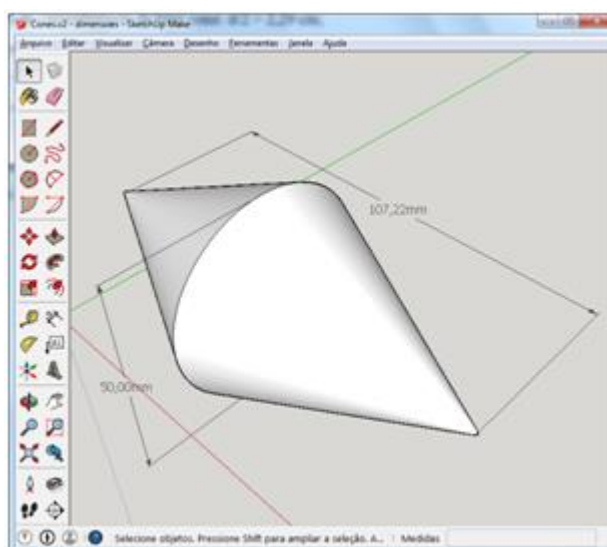 Cones.v2 - dimensoes - SketchUp Make
Arquivo Editar Visualizar Câmera Desenho Ferramentas Janela Ajuda
107,22mm
50,00mm
Selecione objetos. Pressione Shift para ampliar a seleção. A... Medidas